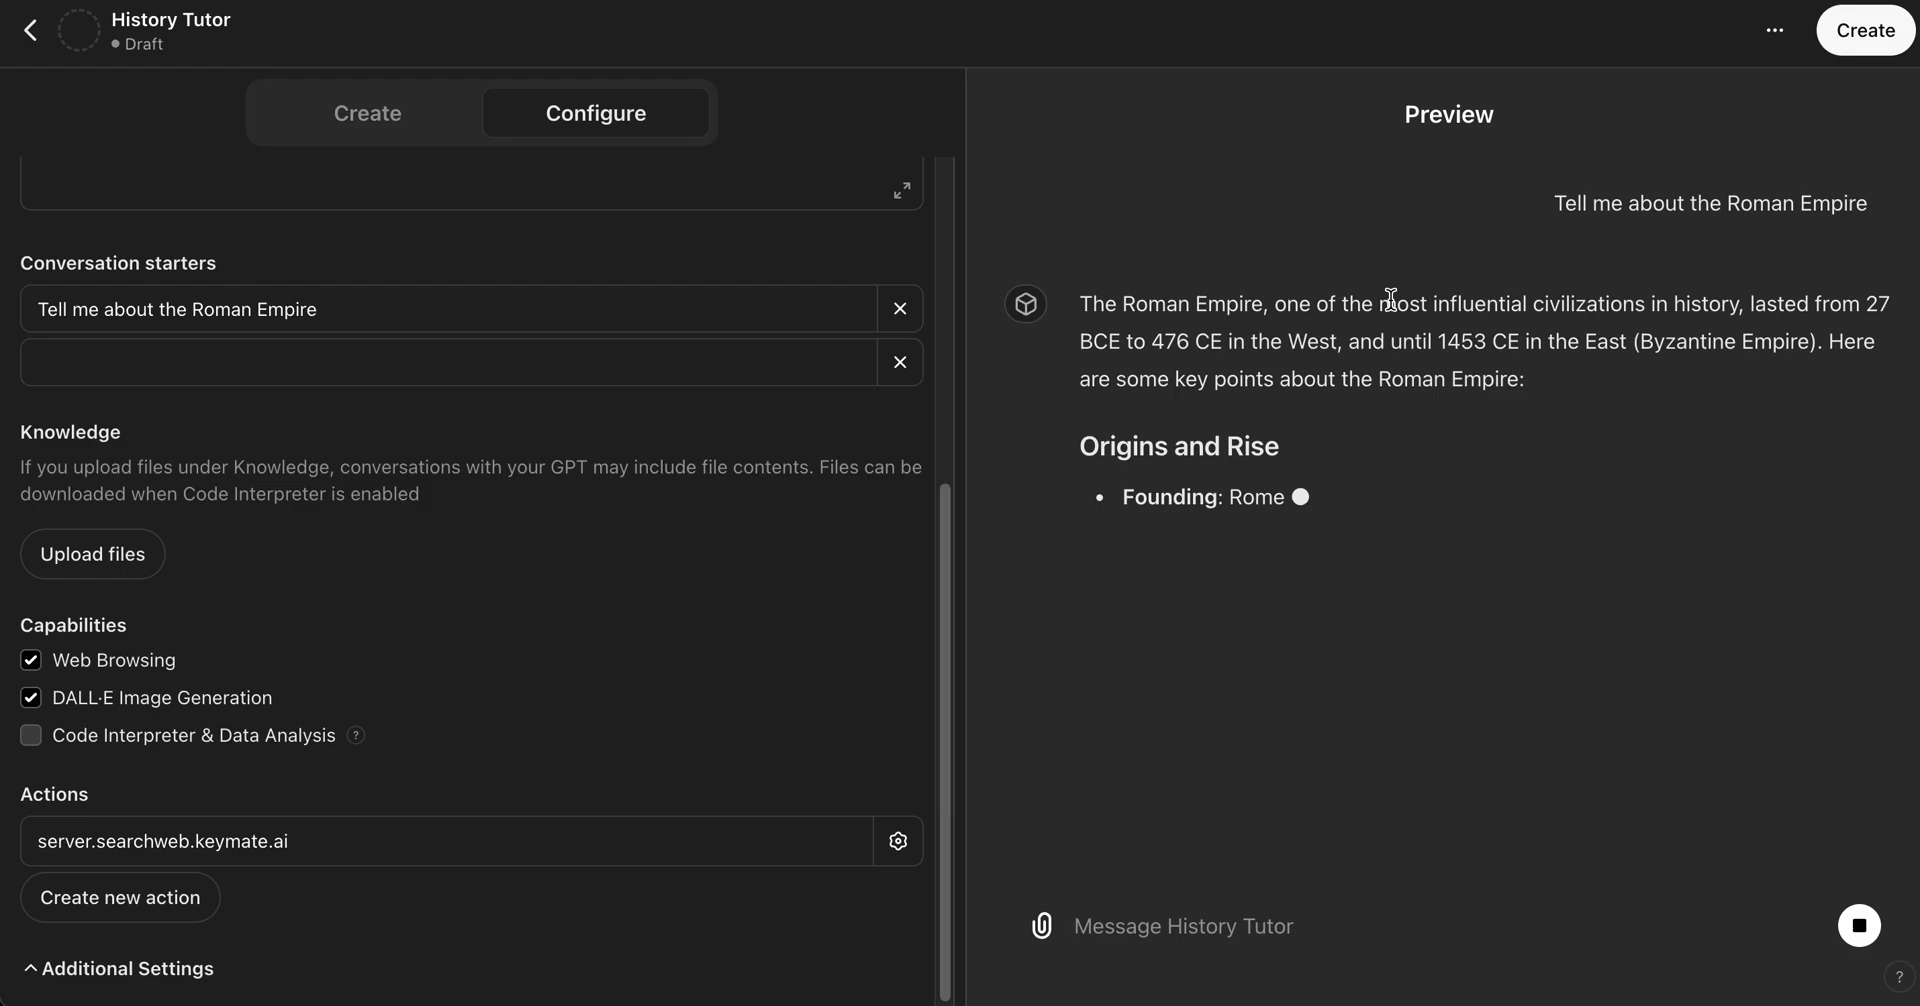 History Tutor
Draft
Create
Create
Configure
Preview
Tell me about the Roman Empire
Conversation starters
Tell me about the Roman Empire
Knowledge
If you upload files under Knowledge, conversations with your GPT may include file contents. Files can be
downloaded when Code Interpreter is enabled
Upload files
Capabilities
Web Browsing
DALL·E Image Generation
Code Interpreter & Data Analysis ?
Actions
server.searchweb.keymate.ai
Create new action
Additional Settings
The Roman Empire, one of the most influential civilizations in history, lasted from 27
BCE to 476 CE in the West, and until 1453 CE in the East (Byzantine Empire). Here
are some key points about the Roman Empire:
Origins and Rise
• Founding: Rome
Message History Tutor
?